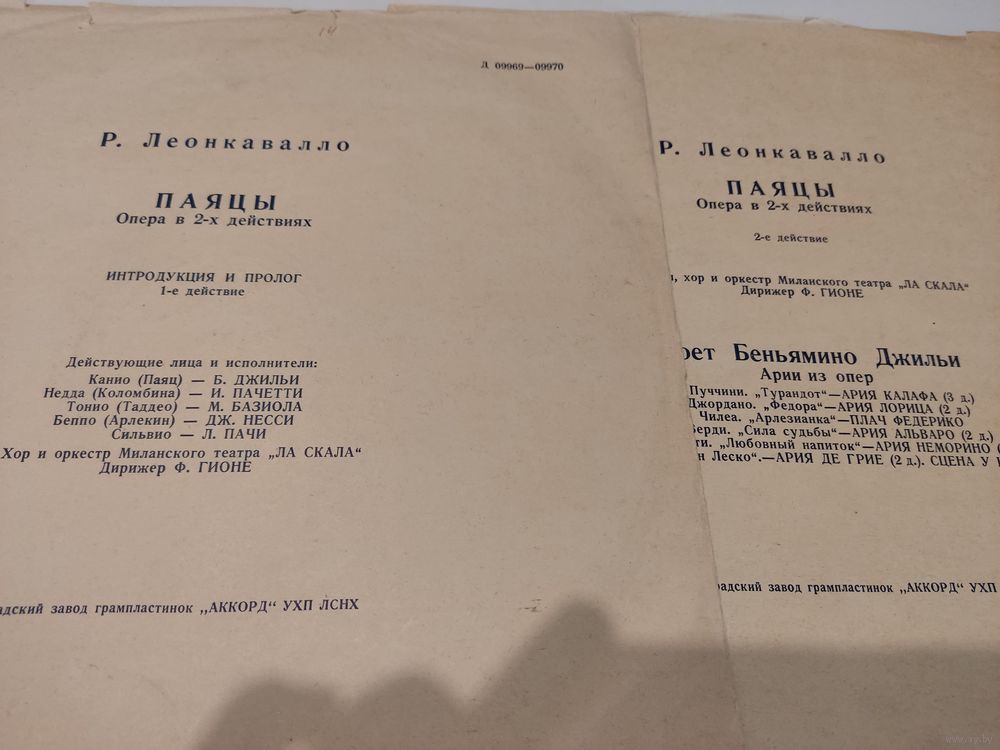 14
Д 09969—09970
Р. Леонкавалло
ПАЯЦЫ
Опера в 2-х действиях
ИНТРОДУКЦИЯ И ПРОЛОГ
1-е действие
Действующие лица и исполнители:
Канио (Паяц) — Б. ДЖИЛЬИ
Недда (Коломбина) — И. ПАЧЕТТИ
Тонио (Таддео) — М. БАЗИОЛА
Беппо (Арлекин) — ДЖ. НЕССИ
Сильвио — Л. ПАЧИ
Хор и оркестр Миланского театра „ЛА СКАЛА“
Дирижер Ф. ГИОНЕ
завод грампластинок „АККОРД“ УХП ЛСНХ
Р. Леонкавалло
ПАЯЦЫ
Опера в 2-х действиях
2-е действие
хор и оркестр Миланского театра „ЛА СКАЛА“
Дирижер Ф. ГИОНЕ
Беньямино Джильи
Арии из опер
Пуччини. „Турандот“—АРИЯ КАЛАФА (3 д.)
Джордано. „Федора“—АРИЯ ЛОРИЦА (2 д.)
Чилеа. „Арлезианка“—ПЛАЧ ФЕДЕРИКО
Верди. „Сила судьбы“—АРИЯ АЛЬВАРО (2 д.)
„Любовный напиток“—АРИЯ НЕМОРИНО
Леско“.—АРИЯ ДЕ ГРИЕ (2 д.). СЦЕНА У
завод грампластинок „АККОРД“ УХП